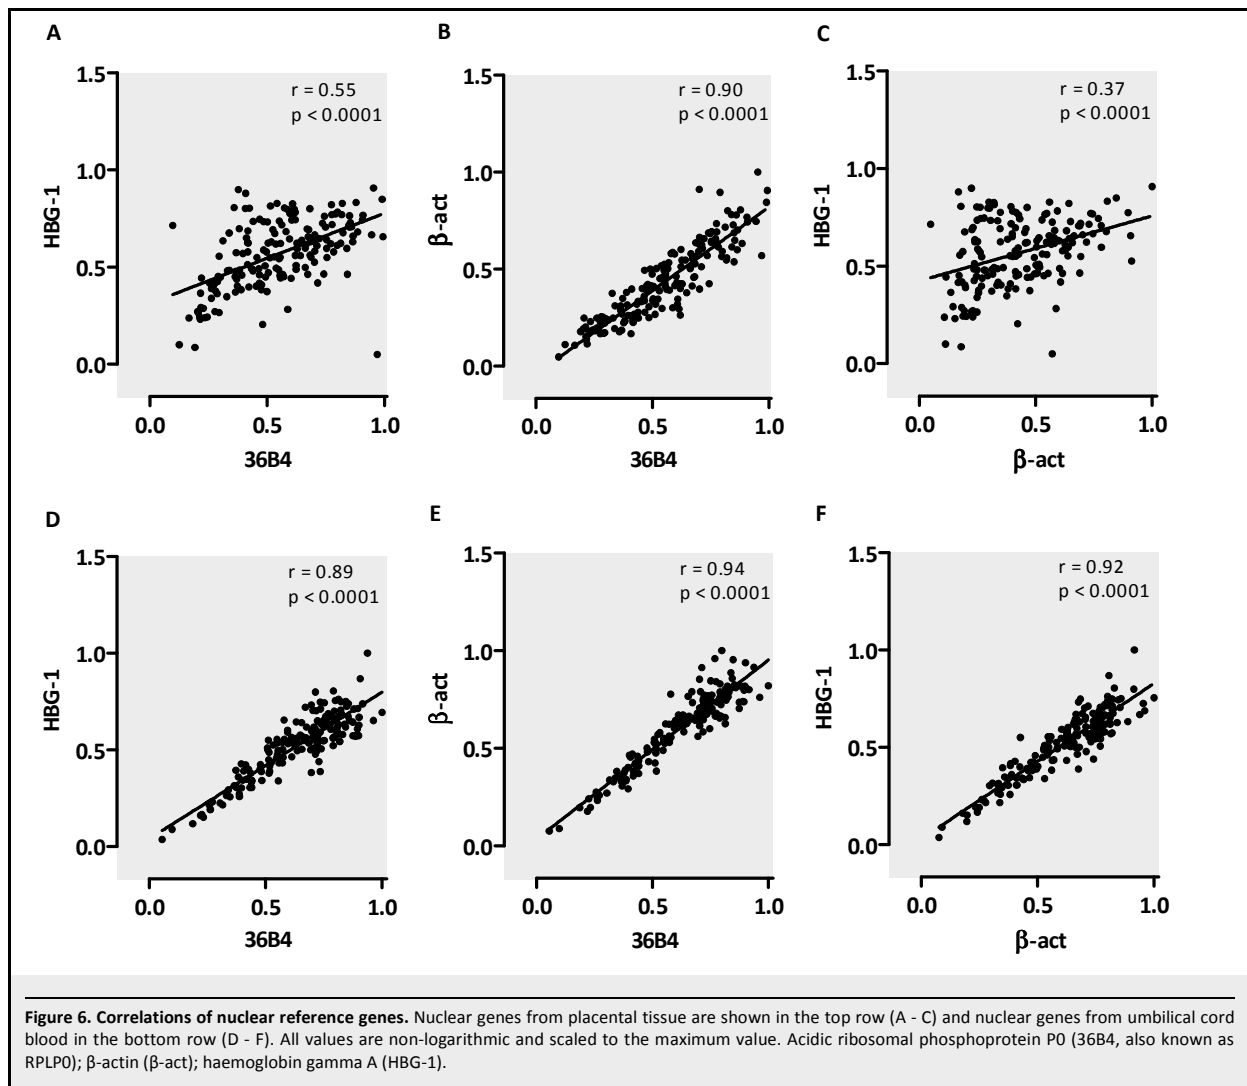 A
B
C
1.5
1.0
0.5
0.0
HBG-1
r = 0.55
p < 0.0001
0.0 0.5 1.0
36B4
1.5
1.0
0.5
0.0
β-act
r = 0.90
p < 0.0001
0.0 0.5 1.0
36B4
1.5
1.0
0.5
0.0
HBG-1
r = 0.37
p < 0.0001
0.0 0.5 1.0
β-act
D
E
F
1.5
1.0
0.5
0.0
HBG-1
r = 0.89
p < 0.0001
0.0 0.5 1.0
36B4
1.5
1.0
0.5
0.0
β-act
r = 0.94
p < 0.0001
0.0 0.5 1.0
36B4
1.5
1.0
0.5
0.0
HBG-1
r = 0.92
p < 0.0001
0.0 0.5 1.0
β-act
Figure 6. Correlations of nuclear reference genes. Nuclear genes from placental tissue are shown in the top row (A - C) and nuclear genes from umbilical cord
blood in the bottom row (D - F). All values are non-logarithmic and scaled to the maximum value. Acidic ribosomal phosphoprotein P0 (36B4, also known as
RPLP0); β-actin (β-act); haemoglobin gamma A (HBG-1).